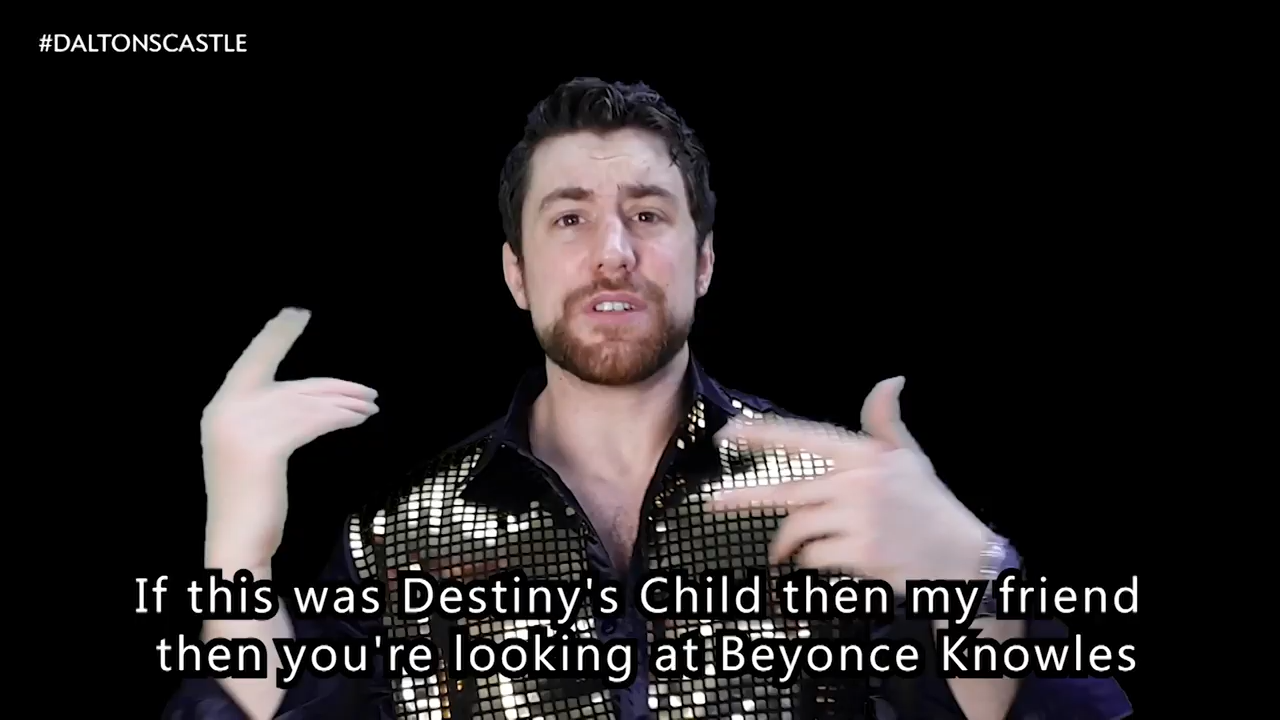 #DALTONSCASTLE
If this was Destiny's Child then my friend
then you're looking at Beyonce Knowles